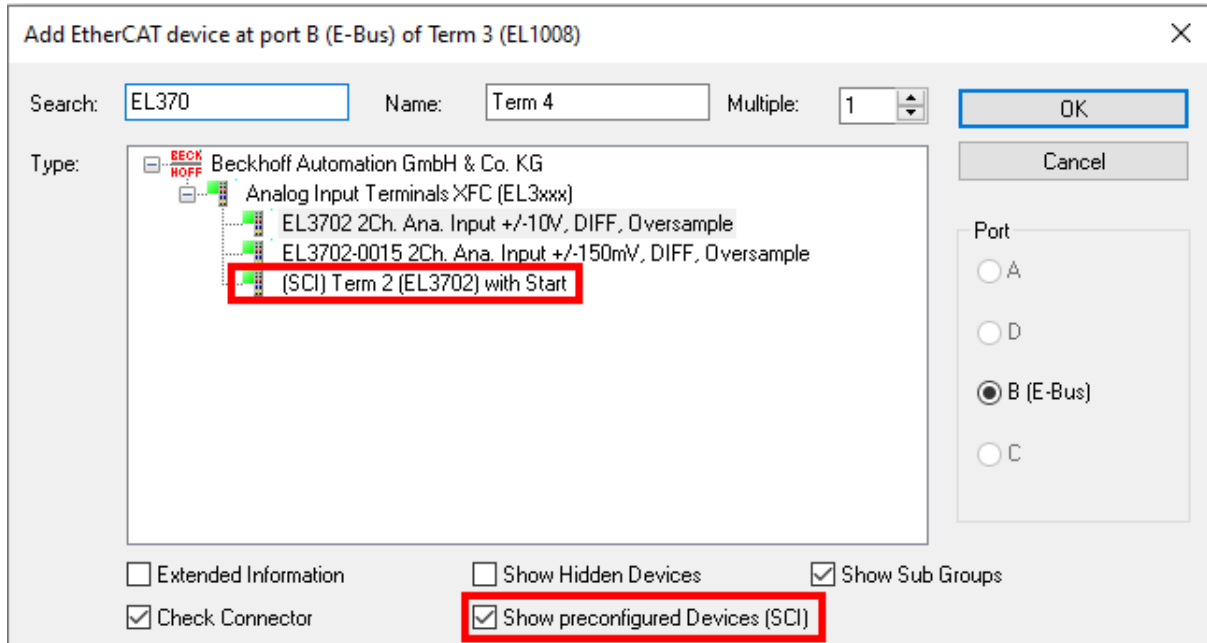 Add EtherCAT device at port B (E-Bus) of Term 3 (EL1008)
Search: EL370 Name: Term 4 Multiple: 1 OK
Type: BECKHOFF Beckhoff Automation GmbH & Co. KG Cancel
Analog Input Terminals XFC (EL3xxx)
EL3702 2Ch. Ana. Input +/-10V, DIFF, Oversample
EL3702-0015 2Ch. Ana. Input +/-150mV, DIFF, Oversample
(SCI) Term 2 (EL3702) with Start
Port
A
D
B (E-Bus)
C
Extended Information Show Hidden Devices Show Sub Groups
Check Connector Show preconfigured Devices (SCI)